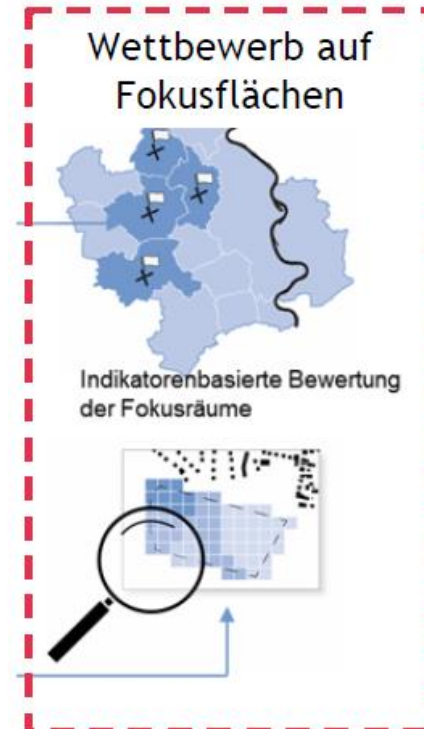 Wettbewerb auf
Fokusflächen
Indikatorenbasierte Bewertung
der Fokusräume